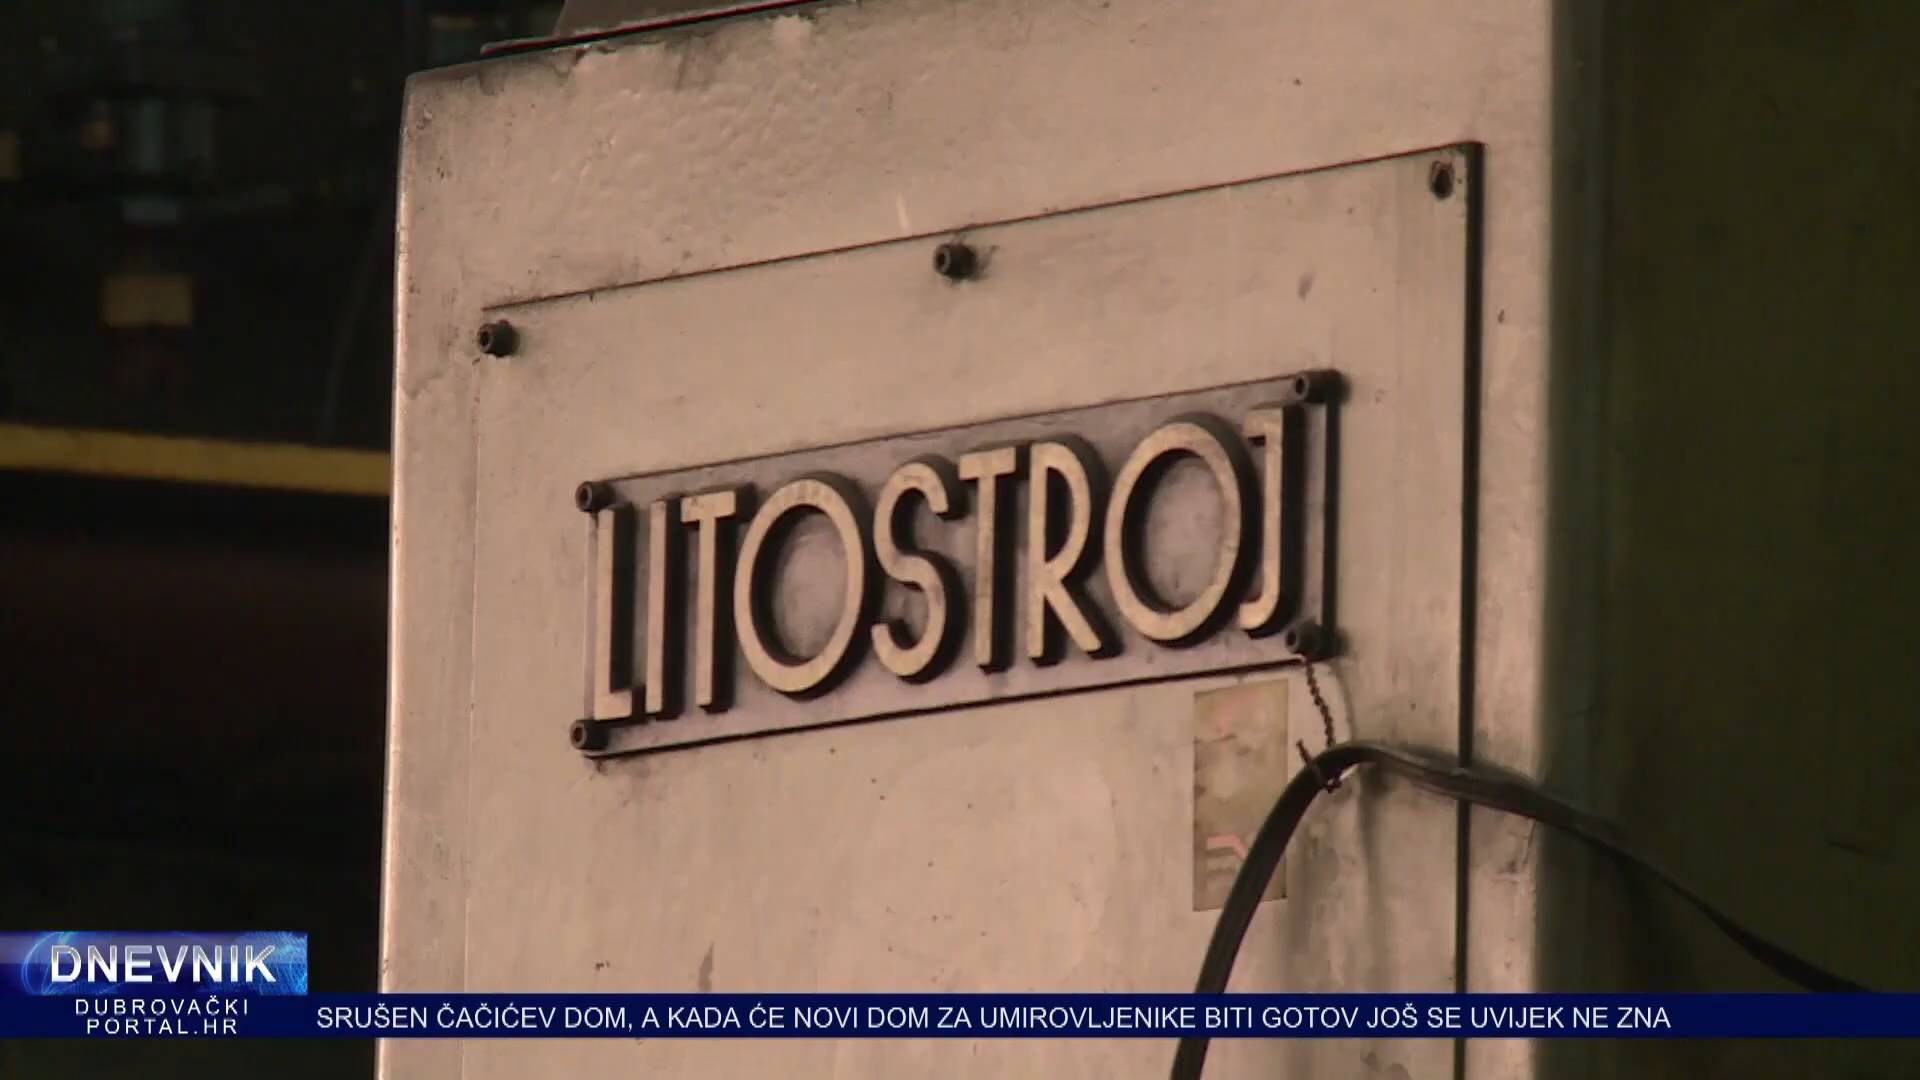 LITOSTROJ
DNEVNIK
DUBROVAČKI
PORTAL.HR
SRUŠEN ČAČIĆEV DOM, A KADA ĆE NOVI DOM ZA UMIROVLJENIKE BITI GOTOV JOŠ SE UVIJEK NE ZNA